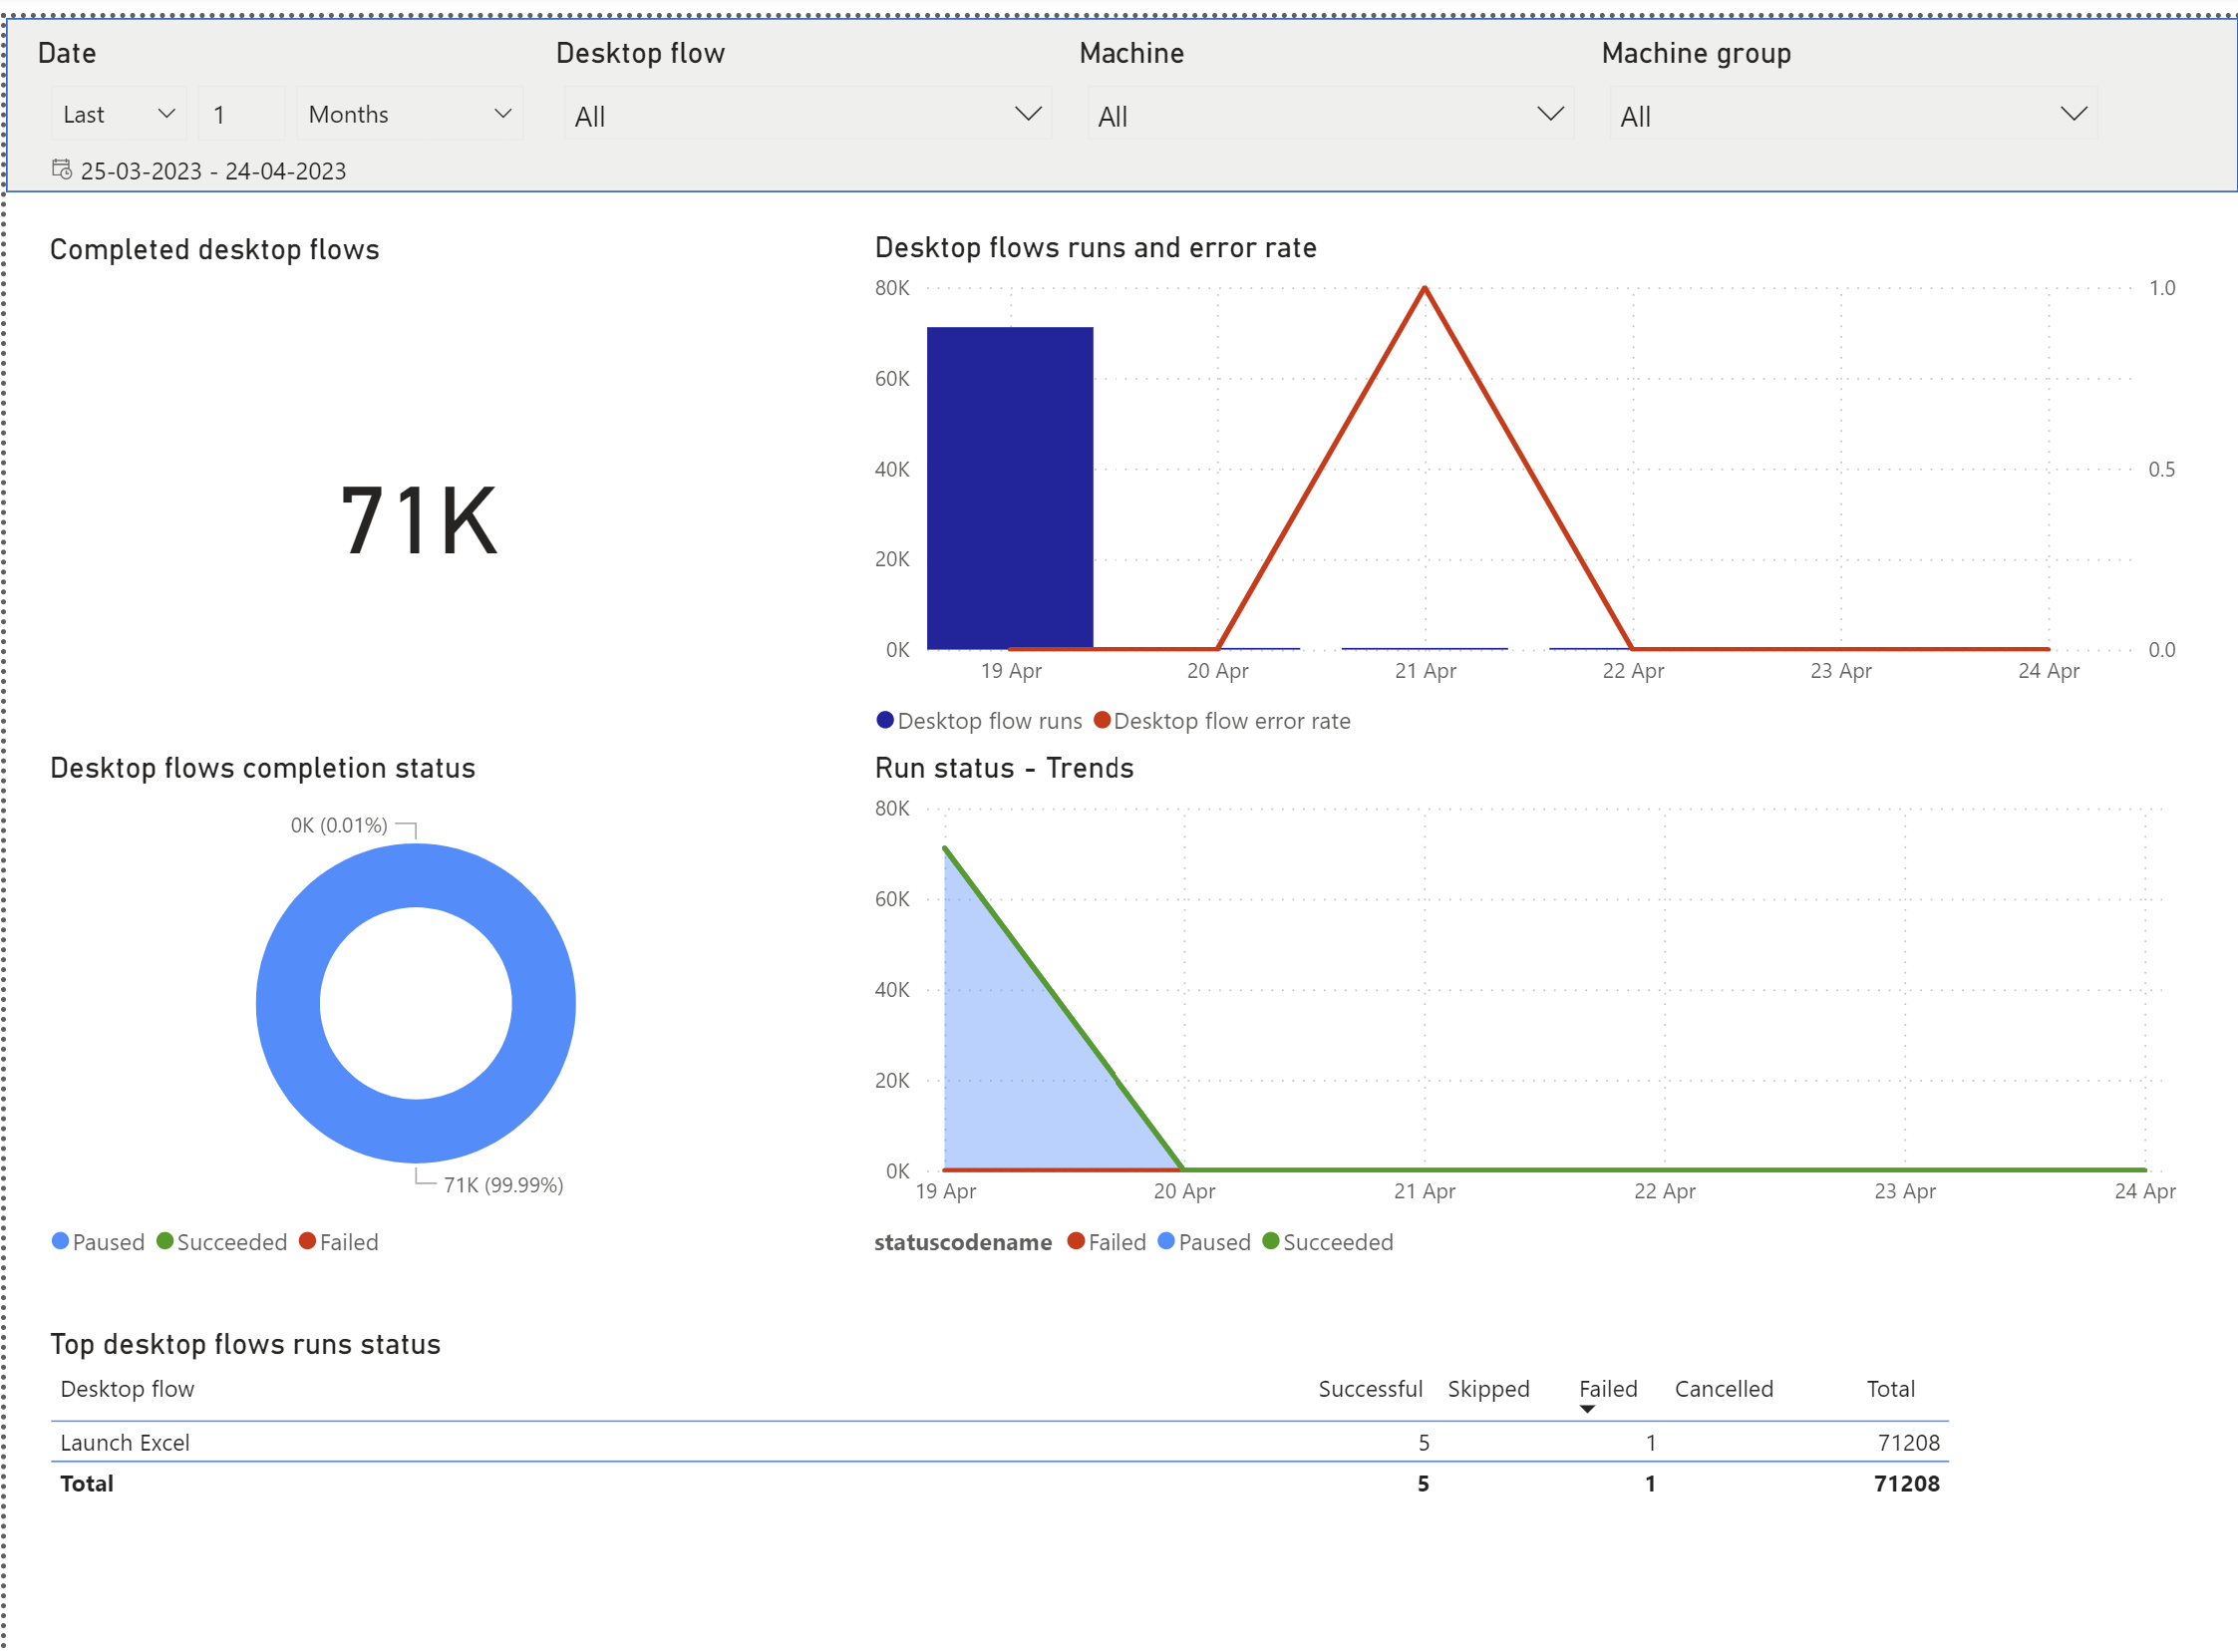 Date
Desktop flow
Machine
Machine group
Last
1
Months
All
All
All
25-03-2023 - 24-04-2023
Completed desktop flows
71K
Desktop flows runs and error rate
80K
60K
40K
20K
0K
1.0
0.5
0.0
19 Apr
20 Apr
21 Apr
22 Apr
23 Apr
24 Apr
Desktop flow runs
Desktop flow error rate
Desktop flows completion status
0K (0.01%)
71K (99.99%)
Paused
Succeeded
Failed
Run status - Trends
80K
60K
40K
20K
0K
19 Apr
20 Apr
21 Apr
22 Apr
23 Apr
24 Apr
statuscodename
Failed
Paused
Succeeded
Top desktop flows runs status
Desktop flow Successful Skipped Failed Cancelled Total
Launch Excel 5 1 71208
Total 5 1 71208